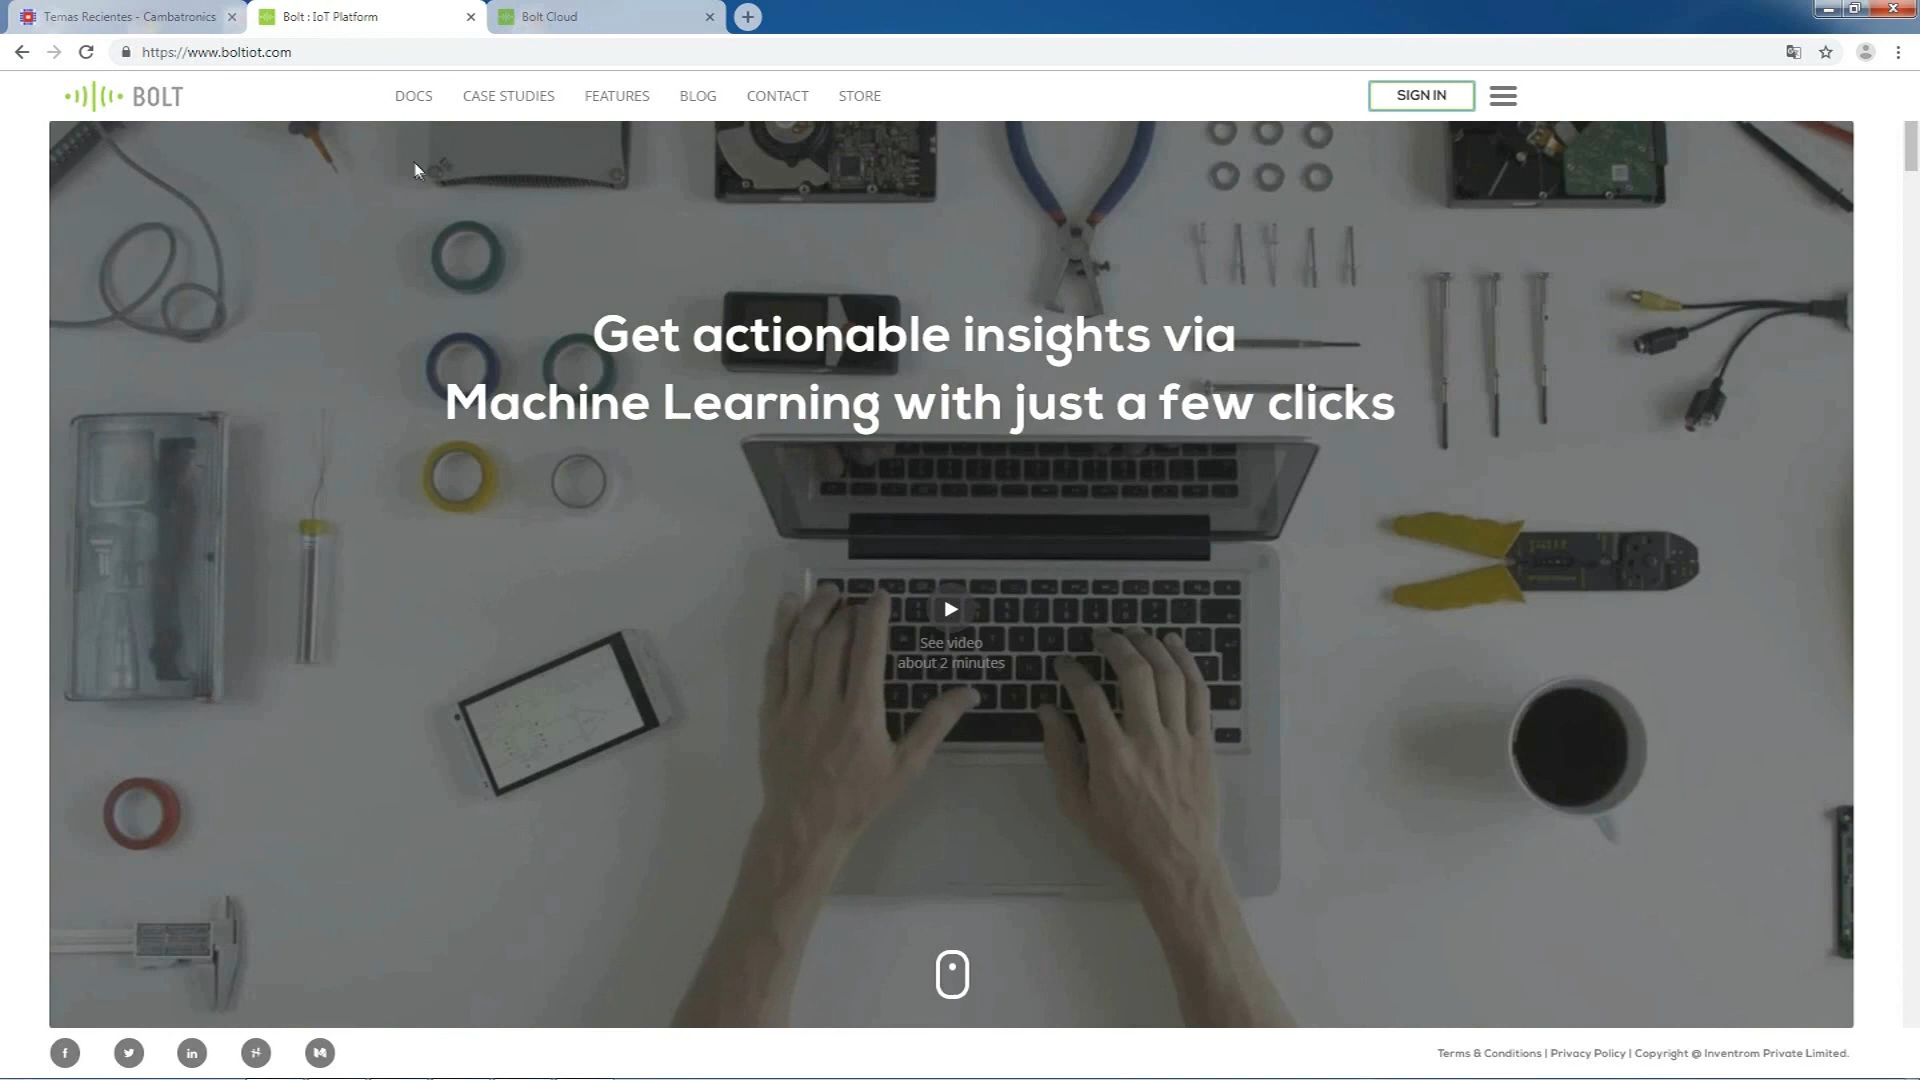 Temas Recientes - Cambatronics
Bolt : IoT Platform
Bolt Cloud
https://www.boltiot.com
BOLT
DOCS
CASE STUDIES
FEATURES
BLOG
CONTACT
STORE
SIGN IN
Get actionable insights via
Machine Learning with just a few clicks
See video
about 2 minutes
Terms & Conditions | Privacy Policy | Copyright @ Inventrom Private Limited.